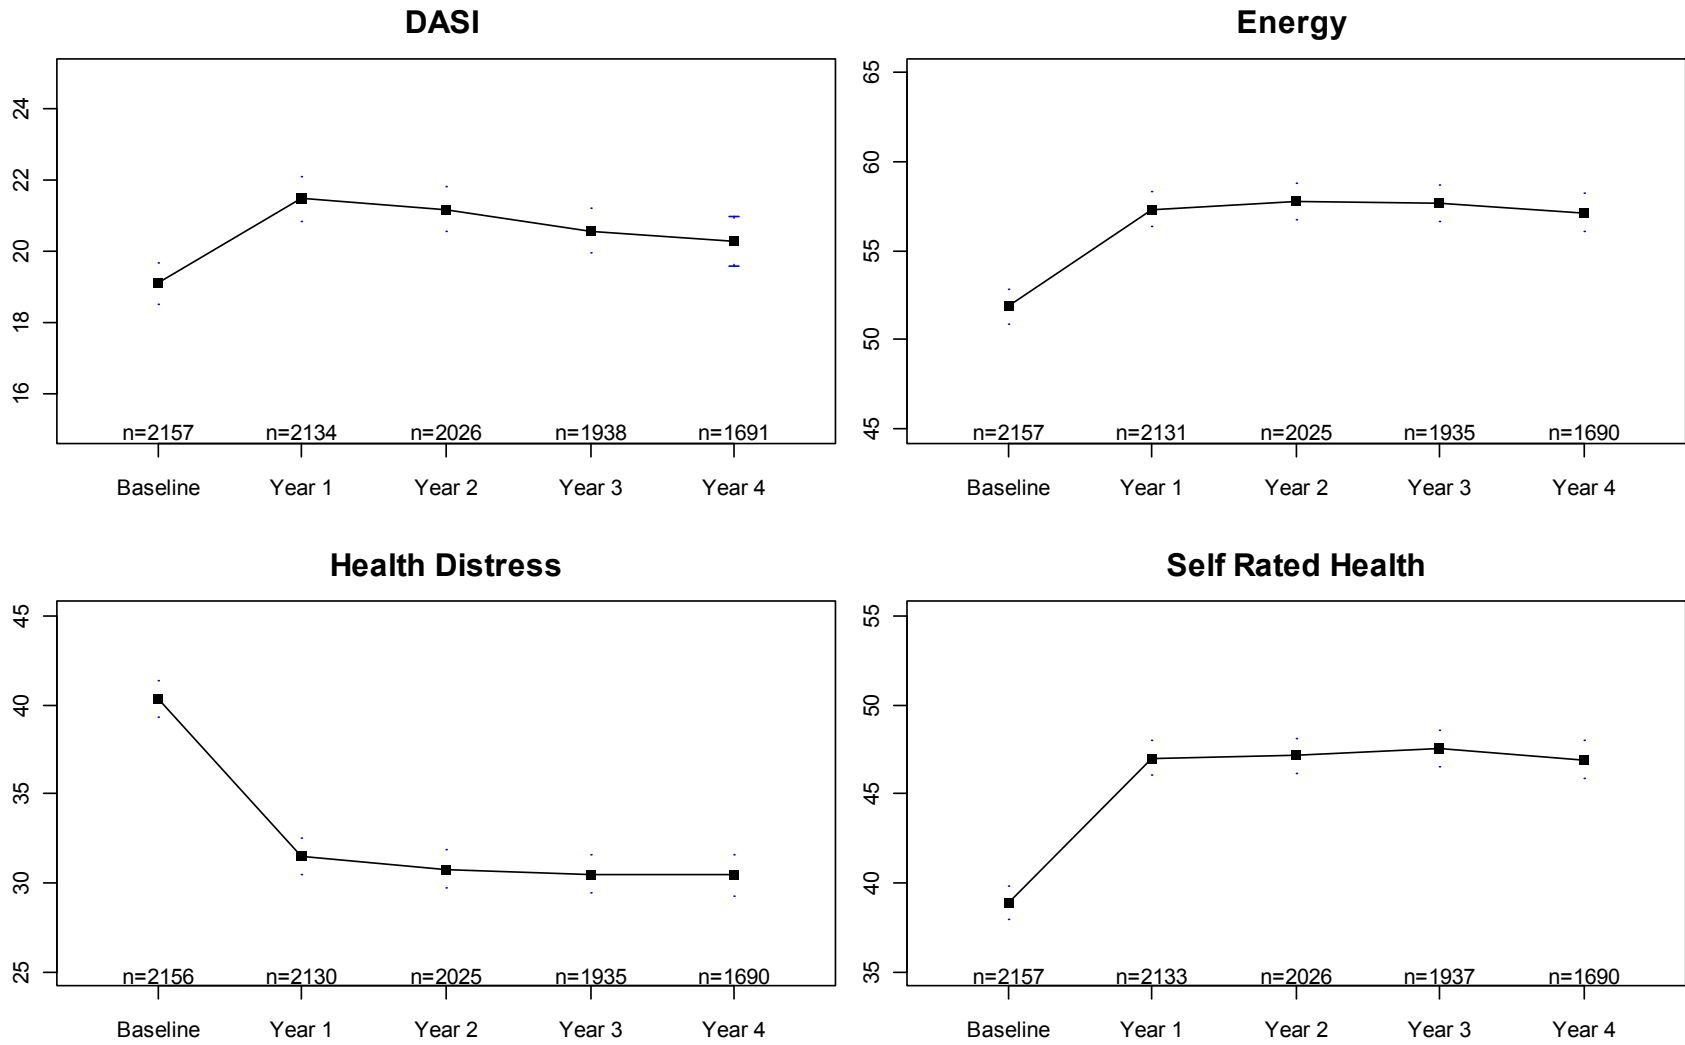 DASI
24
22
20
18
16
n=2157 n=2134 n=2026 n=1938 n=1691
Baseline Year 1 Year 2 Year 3 Year 4
Energy
65
60
55
50
45
n=2157 n=2131 n=2025 n=1935 n=1690
Baseline Year 1 Year 2 Year 3 Year 4
Health Distress
45
40
35
30
25
n=2156 n=2130 n=2025 n=1935 n=1690
Baseline Year 1 Year 2 Year 3 Year 4
Self Rated Health
55
50
45
40
35
n=2157 n=2133 n=2026 n=1937 n=1690
Baseline Year 1 Year 2 Year 3 Year 4